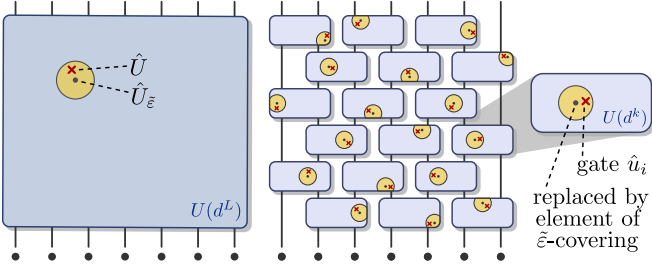 Û
Û_ε̃
U(d^L)
U(d^k)
gate û_i
replaced by
element of
ε̃-covering